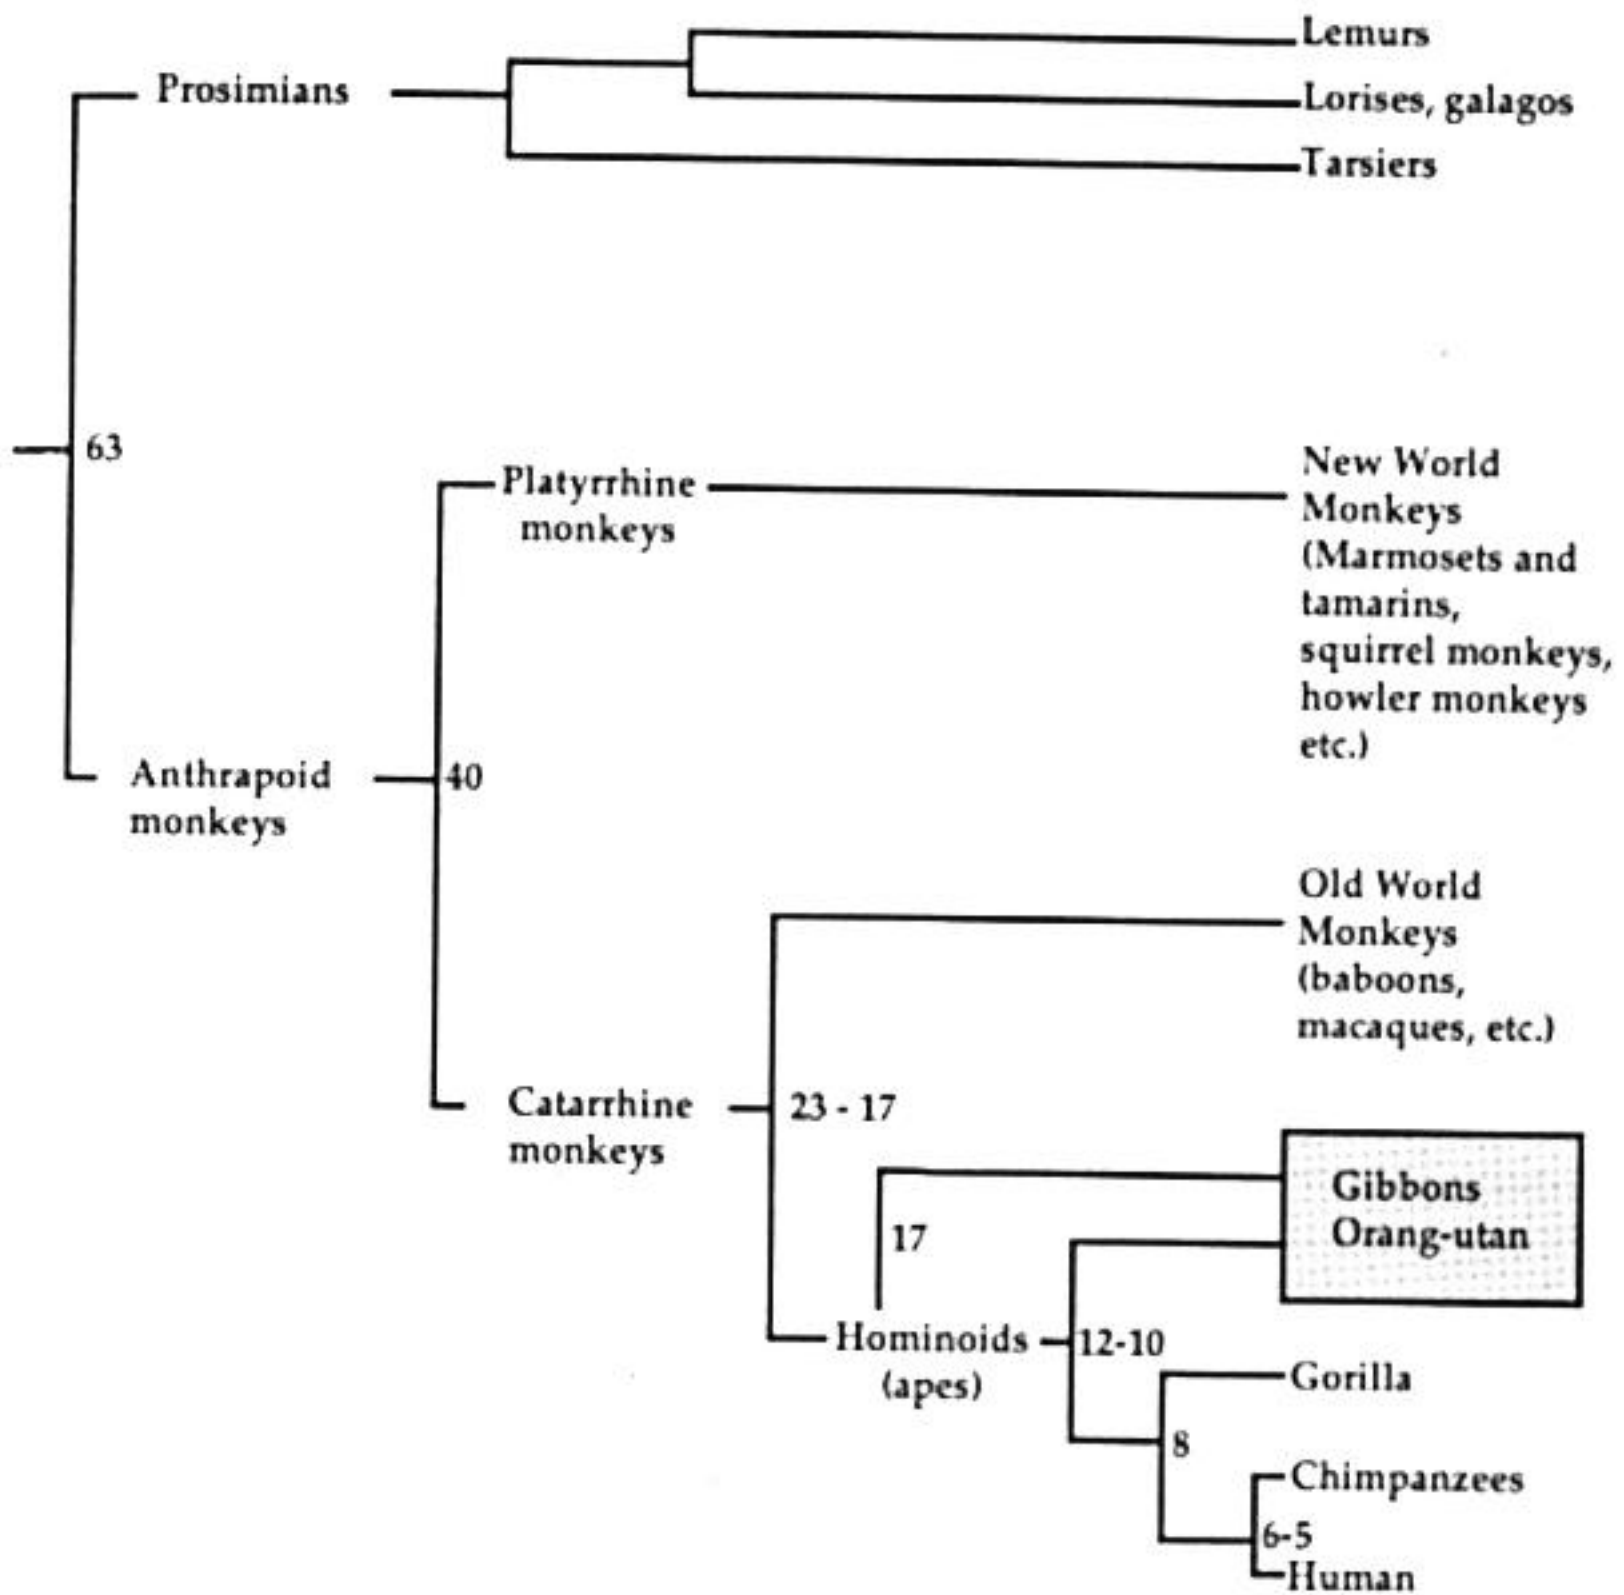 Lemurs
Prosimians
Lorises, galagos
Tarsiers
63
Platyrrhine
monkeys
New World
Monkeys
(Marmosets and
tamarins,
squirrel monkeys,
howler monkeys
etc.)
Anthrapoid
monkeys
40
Old World
Monkeys
(baboons,
macaques, etc.)
Catarrhine
monkeys
23 - 17
Gibbons
Orang-utan
17
Hominoids
(apes)
12-10
Gorilla
8
Chimpanzees
6-5
Human